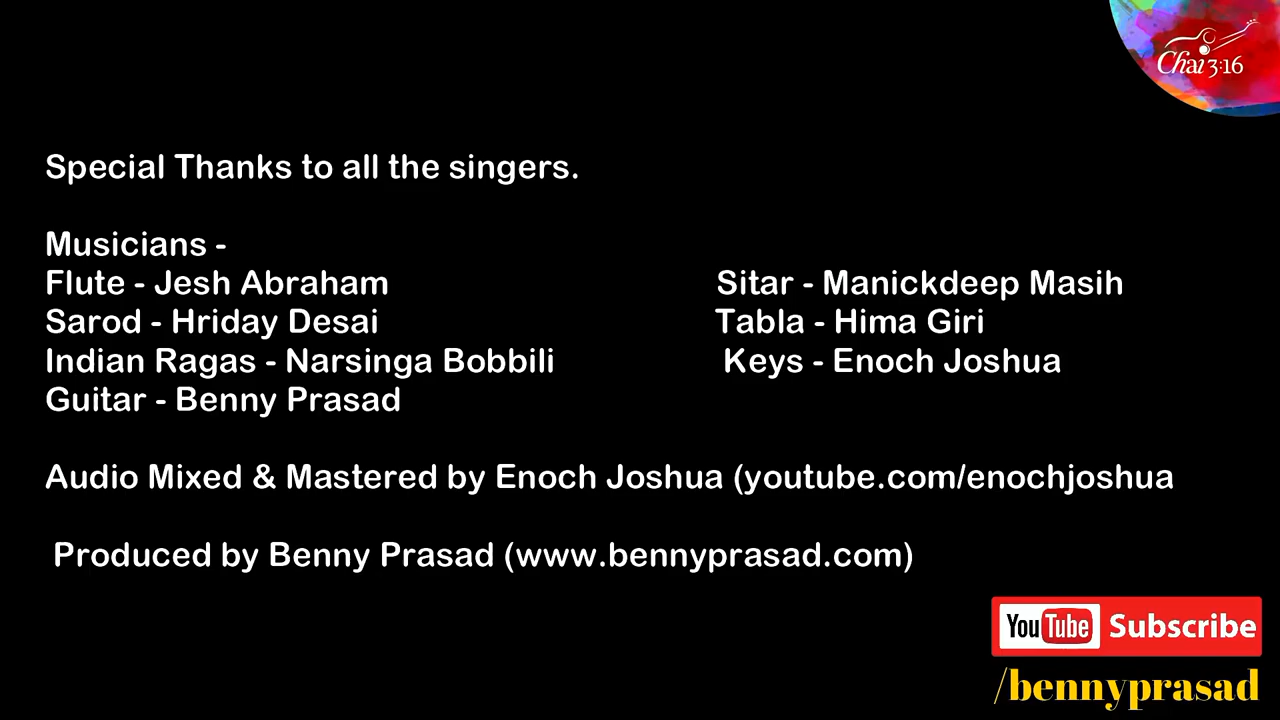 Chai 3:16
Special Thanks to all the singers.
Musicians -
Flute - Jesh Abraham Sitar - Manickdeep Masih
Sarod - Hriday Desai Tabla - Hima Giri
Indian Ragas - Narsinga Bobbili Keys - Enoch Joshua
Guitar - Benny Prasad
Audio Mixed & Mastered by Enoch Joshua (youtube.com/enochjoshua
Produced by Benny Prasad (www.bennyprasad.com)
YouTube Subscribe
/bennyprasad